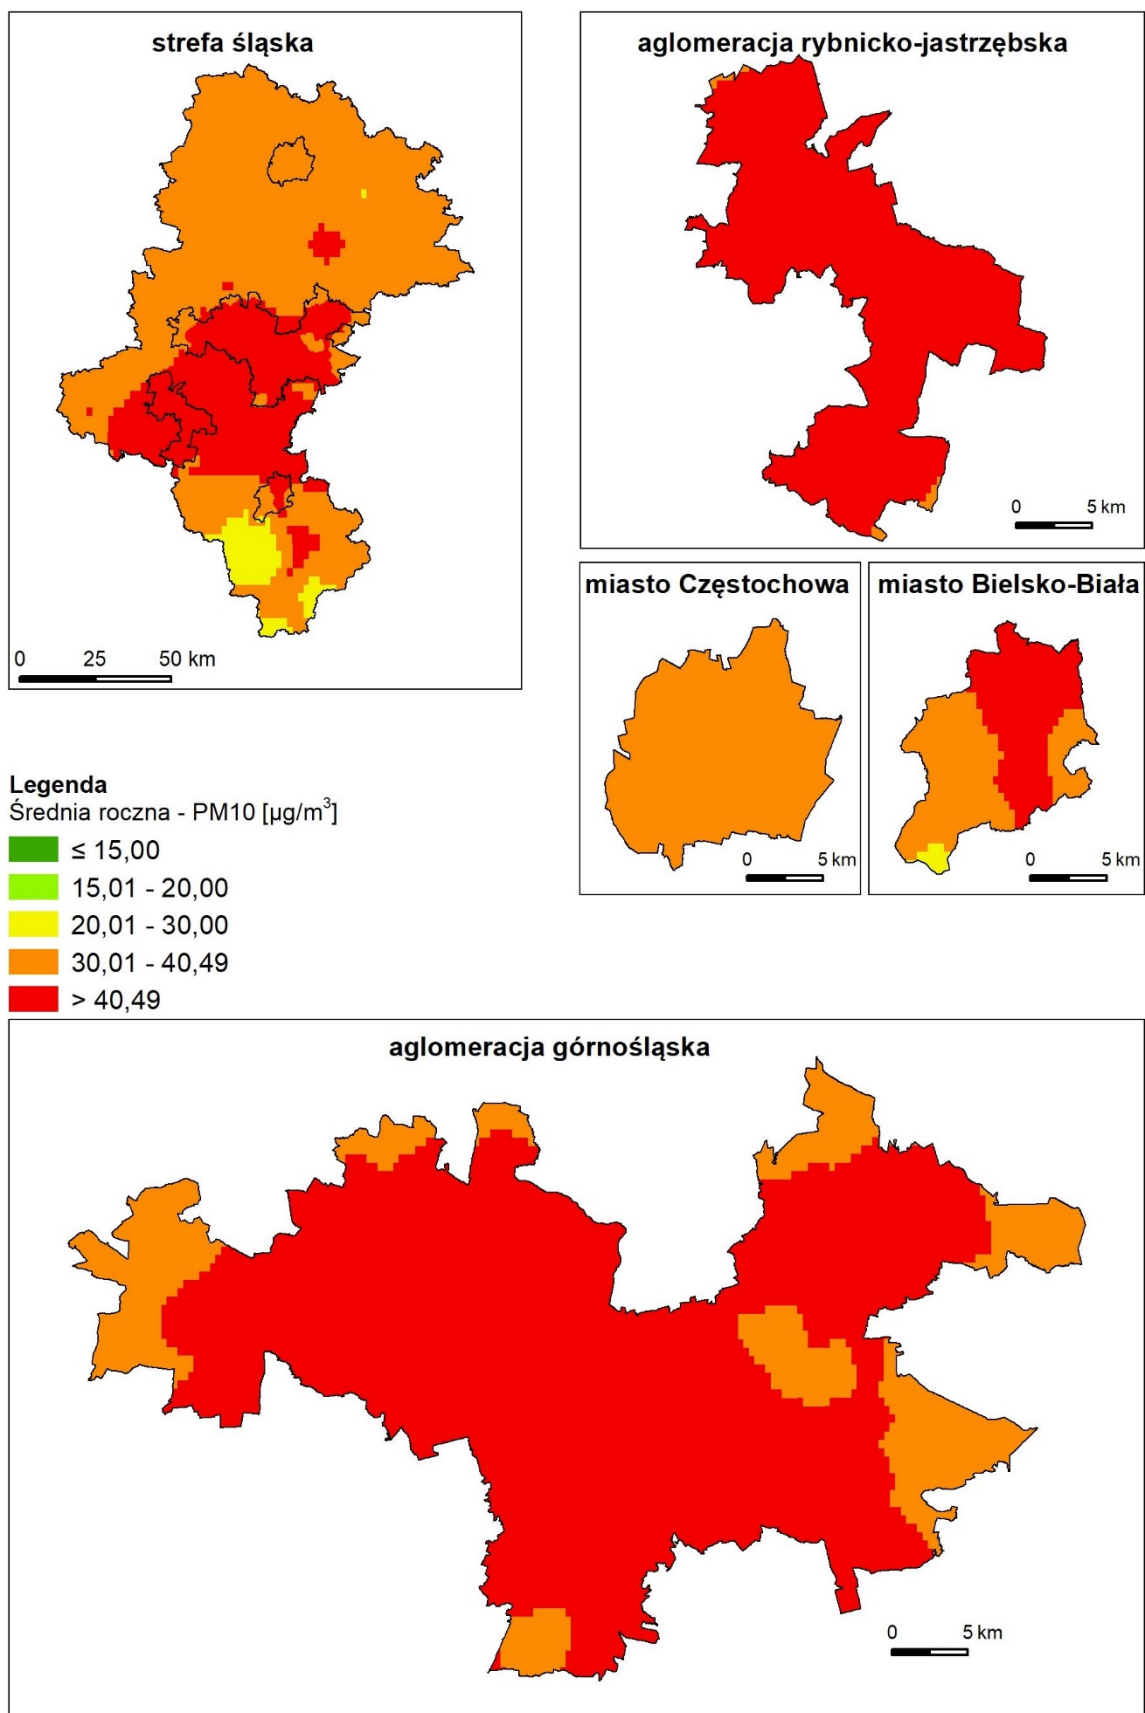 strefa śląska
0 25 50 km
aglomeracja rybnicko-jastrzębska
0 5 km
miasto Częstochowa
0 5 km
miasto Bielsko-Biała
0 5 km
Legenda
Średnia roczna - PM10 [µg/m³]
≤ 15,00
15,01 - 20,00
20,01 - 30,00
30,01 - 40,49
> 40,49
aglomeracja górnośląska
0 5 km